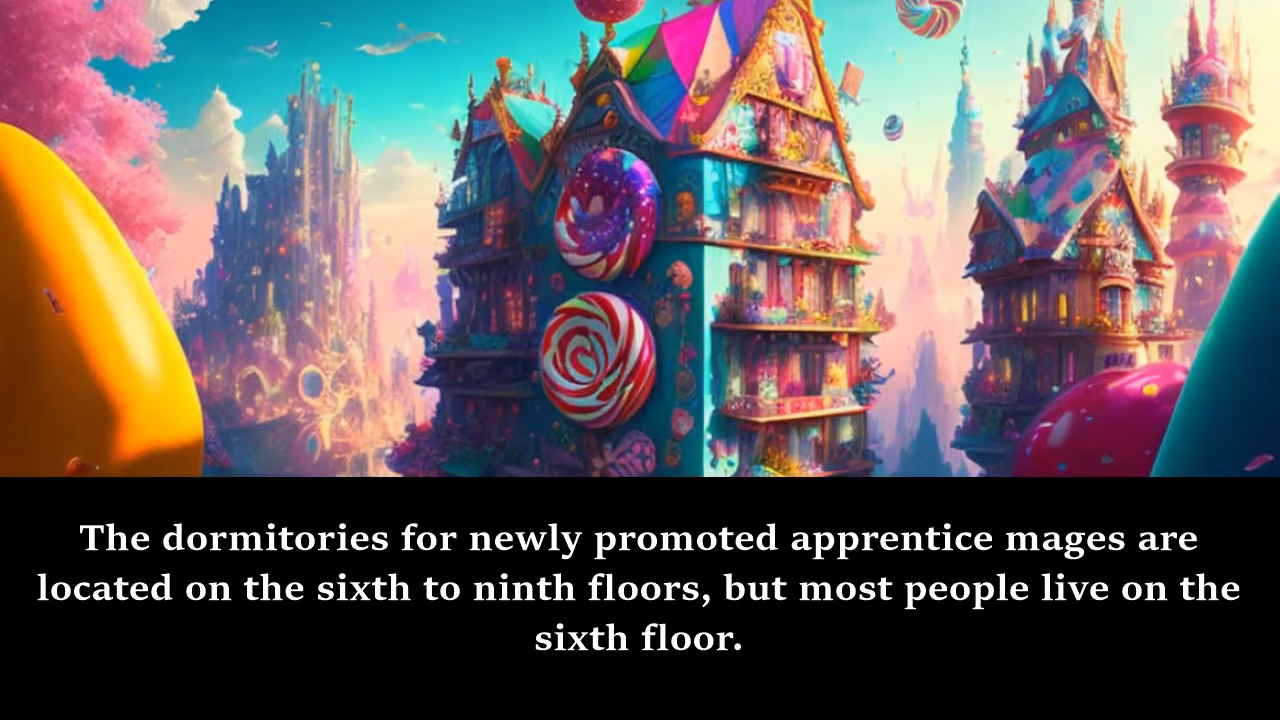 The dormitories for newly promoted apprentice mages are
located on the sixth to ninth floors, but most people live on the
sixth floor.